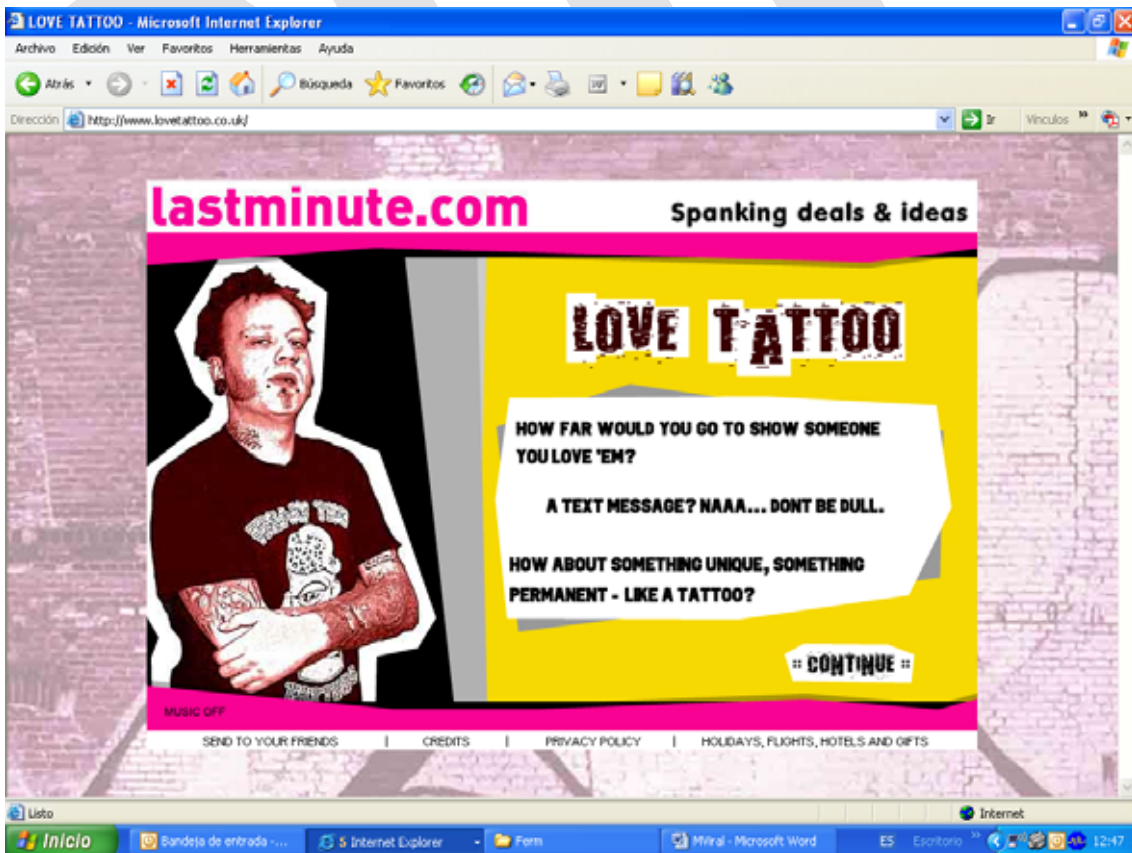 LOVE TATTOO - Microsoft Internet Explorer
Archivo Edición Ver Favoritos Herramientas Ayuda
Atrás Búsqueda Favoritos
Dirección http://www.lovetattoo.co.uk/ Ir Vínculos
lastminute.com
Spanking deals & ideas
LOVE TATTOO
HOW FAR WOULD YOU GO TO SHOW SOMEONE
YOU LOVE 'EM?
A TEXT MESSAGE? NAAA... DONT BE DULL.
HOW ABOUT SOMETHING UNIQUE, SOMETHING
PERMANENT - LIKE A TATTOO?
:: CONTINUE ::
MUSIC OFF
SEND TO YOUR FRIENDS | CREDITS | PRIVACY POLICY | HOLIDAYS, FLIGHTS, HOTELS AND GIFTS
Listo Internet
Inicio Bandeja de entrada -... 5 Internet Explorer Ferm MViral - Microsoft Word ES Escritorio 12:47